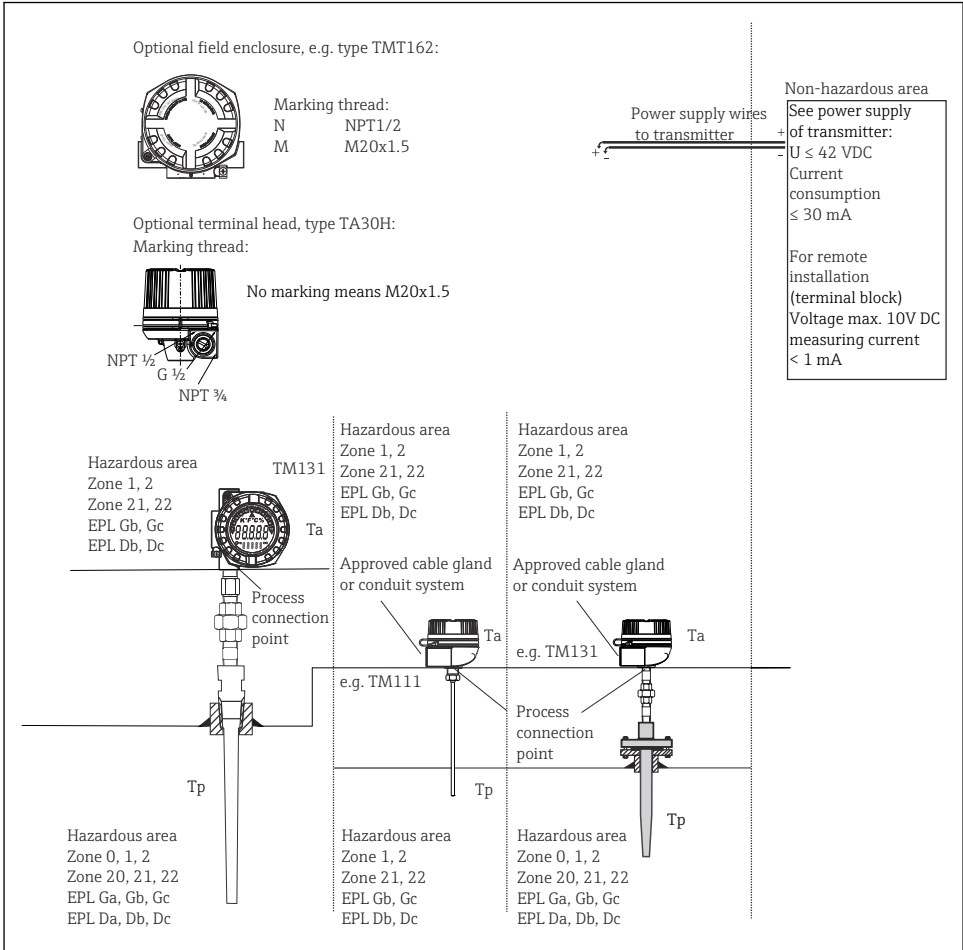 Optional field enclosure, e.g. type TMT162:
Marking thread:
N NPT1/2
M M20x1.5
Power supply wires
to transmitter
+
-
+
-
Non-hazardous area
See power supply
of transmitter:
U ≤ 42 VDC
Current
consumption
≤ 30 mA
For remote
installation
(terminal block)
Voltage max. 10V DC
measuring current
< 1 mA
Optional terminal head, type TA30H:
Marking thread:
No marking means M20x1.5
NPT ½
G ½
NPT ¾
Hazardous area
Zone 1, 2
Zone 21, 22
EPL Gb, Gc
EPL Db, Dc
TM131
Ta
Process
connection
point
Tp
Hazardous area
Zone 0, 1, 2
Zone 20, 21, 22
EPL Ga, Gb, Gc
EPL Da, Db, Dc
Hazardous area
Zone 1, 2
Zone 21, 22
EPL Gb, Gc
EPL Db, Dc
Approved cable gland
or conduit system
Ta
e.g. TM111
Tp
Hazardous area
Zone 1, 2
Zone 21, 22
EPL Gb, Gc
EPL Db, Dc
Hazardous area
Zone 1, 2
Zone 21, 22
EPL Gb, Gc
EPL Db, Dc
Approved cable gland
or conduit system
Ta
e.g. TM131
Process
connection
point
Tp
Hazardous area
Zone 0, 1, 2
Zone 20, 21, 22
EPL Ga, Gb, Gc
EPL Da, Db, Dc